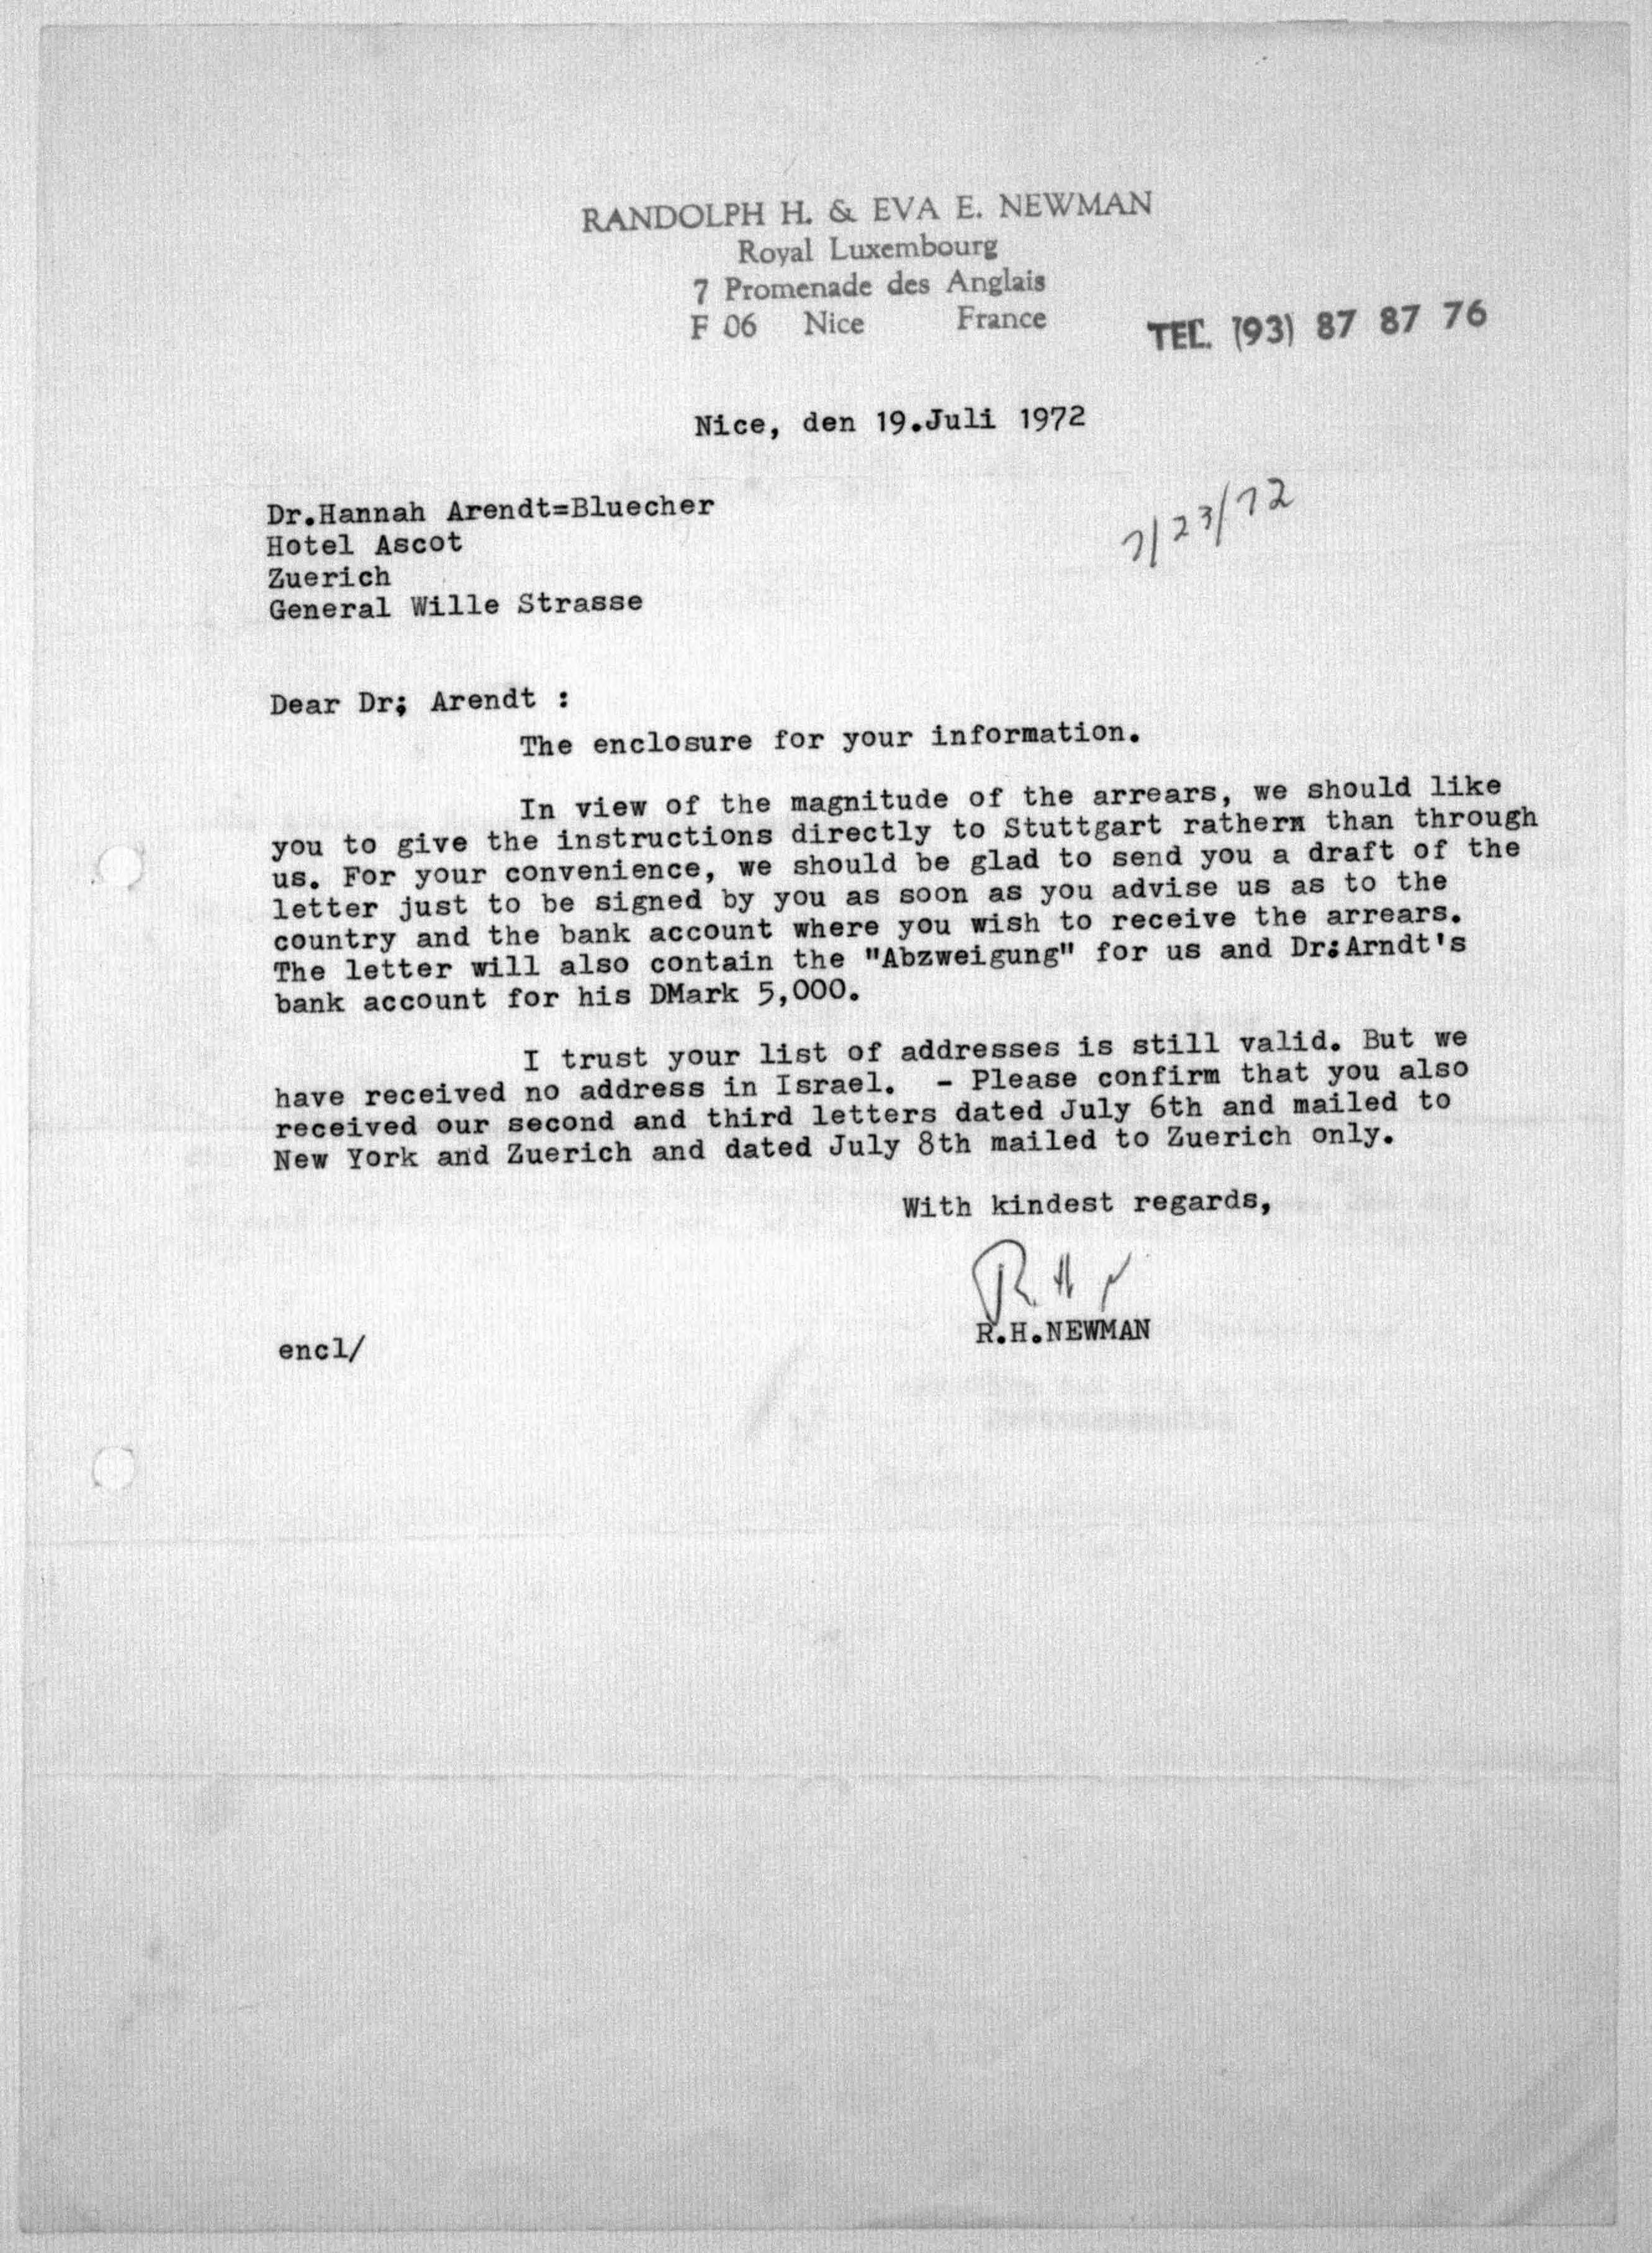 RANDOLPH H. & EVA E. NEWMAN
Royal Luxembourg
7 Promenade des Anglais
F 06 Nice France
TEL. (93) 87 87 76
Nice, den 19.Juli 1972
7/23/72
Dr.Hannah Arendt=Bluecher
Hotel Ascot
Zuerich
General Wille Strasse
Dear Dr; Arendt :
The enclosure for your information.
In view of the magnitude of the arrears, we should like
you to give the instructions directly to Stuttgart rather than through
us. For your convenience, we should be glad to send you a draft of the
letter just to be signed by you as soon as you advise us as to the
country and the bank account where you wish to receive the arrears.
The letter will also contain the "Abzweigung" for us and Dr;Arndt's
bank account for his DMark 5,000.
I trust your list of addresses is still valid. But we
have received no address in Israel. - Please confirm that you also
received our second and third letters dated July 6th and mailed to
New York and Zuerich and dated July 8th mailed to Zuerich only.
With kindest regards,
R.H.NEWMAN
encl/